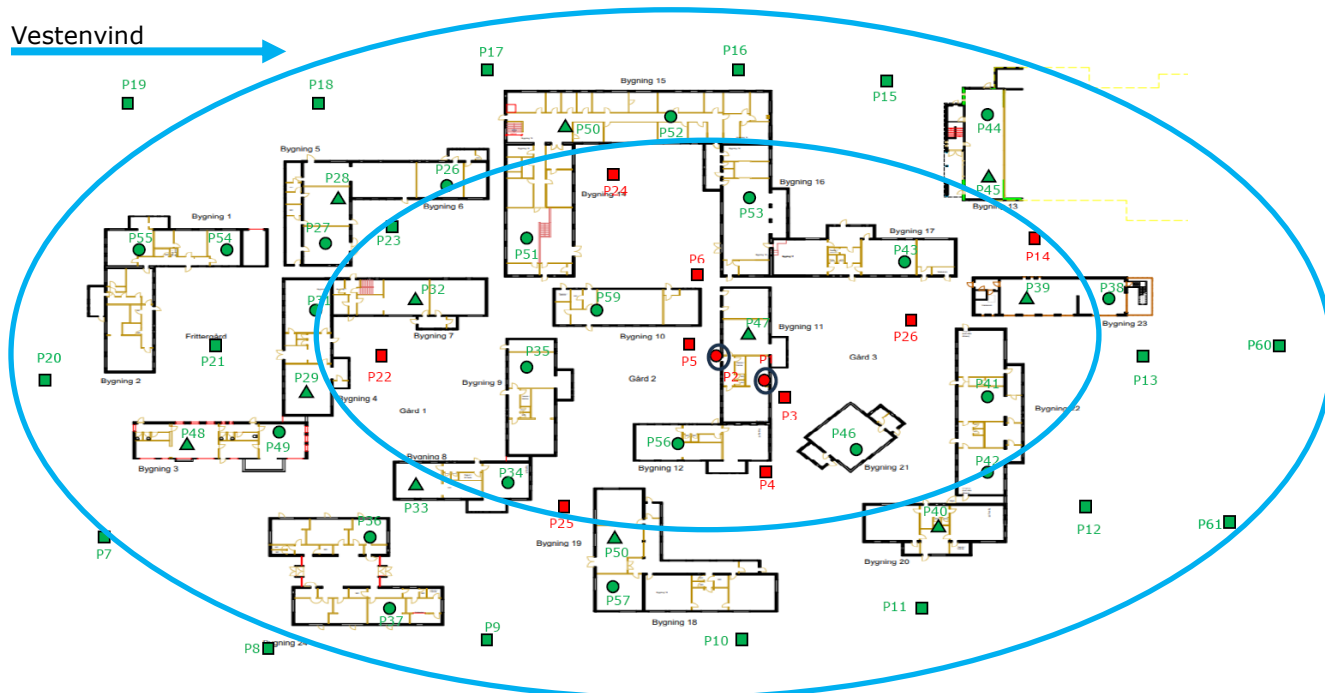 Vestenvind
P17
P16
P19
P18
P15
Bygning 15
P44
P50
P52
Bygning 5
P26
P28
P24
P45
Bygning 16
Bygning 13
P53
Bygning 1
Bygning 6
P23
P27
P55
P54
P51
Bygning 17
P43
P14
P6
P31
P32
P59
P39
P38
P47
Bygning 11
P26
Bygning 23
Frittergård
Bygning 7
Bygning 10
P60
P20
P21
P22
P35
P5
P2
Gård 3
P13
Bygning 2
P29
Bygning 9
Gård 2
P41
Bygning 4
P3
Gård 1
P48
P49
P56
P46
Bygning 3
Bygning 8
Bygning 12
Bygning 21
P42
P33
P34
P4
P25
P40
P12
P61
P7
P36
Bygning 19
P50
Bygning 20
P57
P37
P11
Bygning 18
Bygning 24
P8
P9
P10